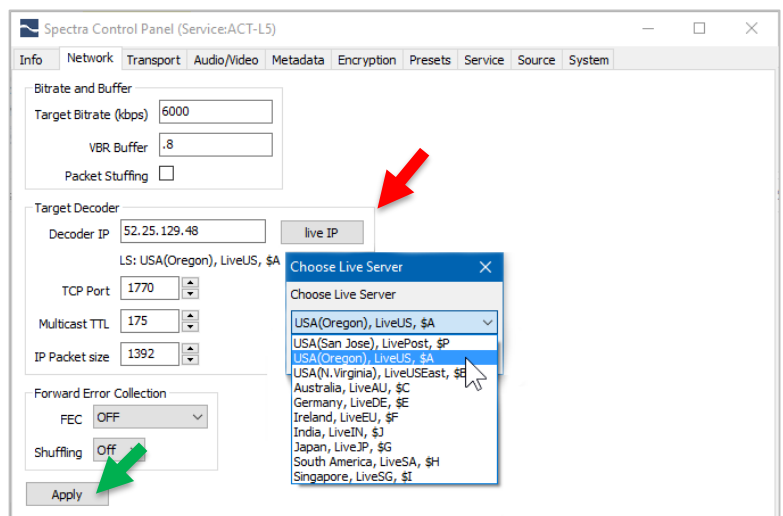 Spectra Control Panel (Service:ACT-L5)
Info Network Transport Audio/Video Metadata Encryption Presets Service Source System
Bitrate and Buffer
Target Bitrate (kbps) 6000
VBR Buffer .8
Packet Stuffing
Target Decoder
Decoder IP 52.25.129.48 live IP
LS: USA(Oregon), LiveUS, $A
TCP Port 1770
Multicast TTL 175
IP Packet size 1392
Forward Error Collection
FEC OFF
Shuffling Off
Apply
Choose Live Server
Choose Live Server
USA(Oregon), LiveUS, $A
USA(San Jose), LivePost, $P
USA(Oregon), LiveUS, $A
USA(N.Virginia), LiveUSEast, $B
Australia, LiveAU, $C
Germany, LiveDE, $E
Ireland, LiveEU, $F
India, LiveIN, $J
Japan, LiveJP, $G
South America, LiveSA, $H
Singapore, LiveSG, $I